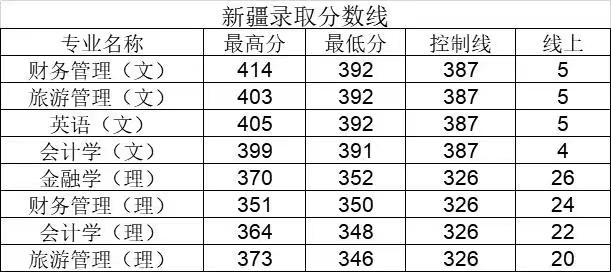 新疆录取分数线
专业名称 最高分 最低分 控制线 线上
财务管理（文） 414 392 387 5
旅游管理（文） 403 392 387 5
英语（文） 405 392 387 5
会计学（文） 399 391 387 4
金融学（理） 370 352 326 26
财务管理（理） 351 350 326 24
会计学（理） 364 348 326 22
旅游管理（理） 373 346 326 20